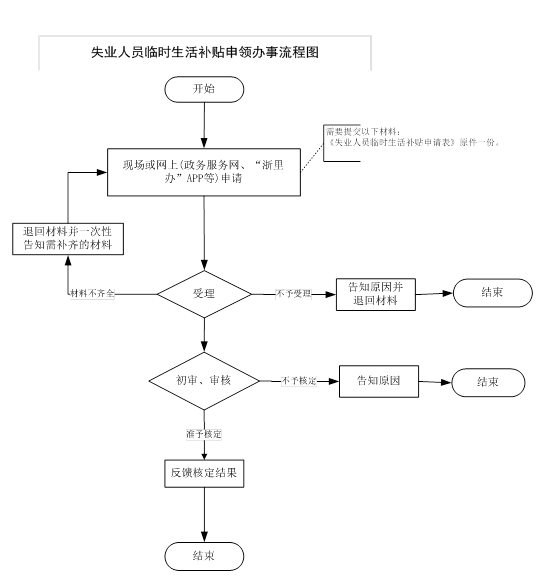 失业人员临时生活补贴申领办事流程图
开始
需要提交以下材料：
《失业人员临时生活补贴申请表》原件一份。
现场或网上(政务服务网、“浙里
办”APP等)申请
退回材料并一次性
告知需补齐的材料
材料不齐全
受理
不予受理
告知原因并
退回材料
结束
初审、审核
不予核定
告知原因
结束
准予核定
反馈核定结果
结束